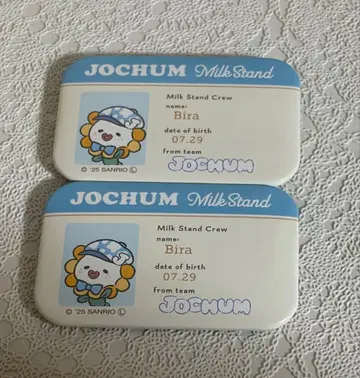 JOCHUM Milk Stand
Milk Stand Crew
name:
Bira
date of birth
07.29
from team
JOCHUM
© '25 SANRIO Ⓛ
JOCHUM Milk Stand
Milk Stand Crew
name:
Bira
date of birth
07.29
from team
JOCHUM
© '25 SANRIO Ⓛ